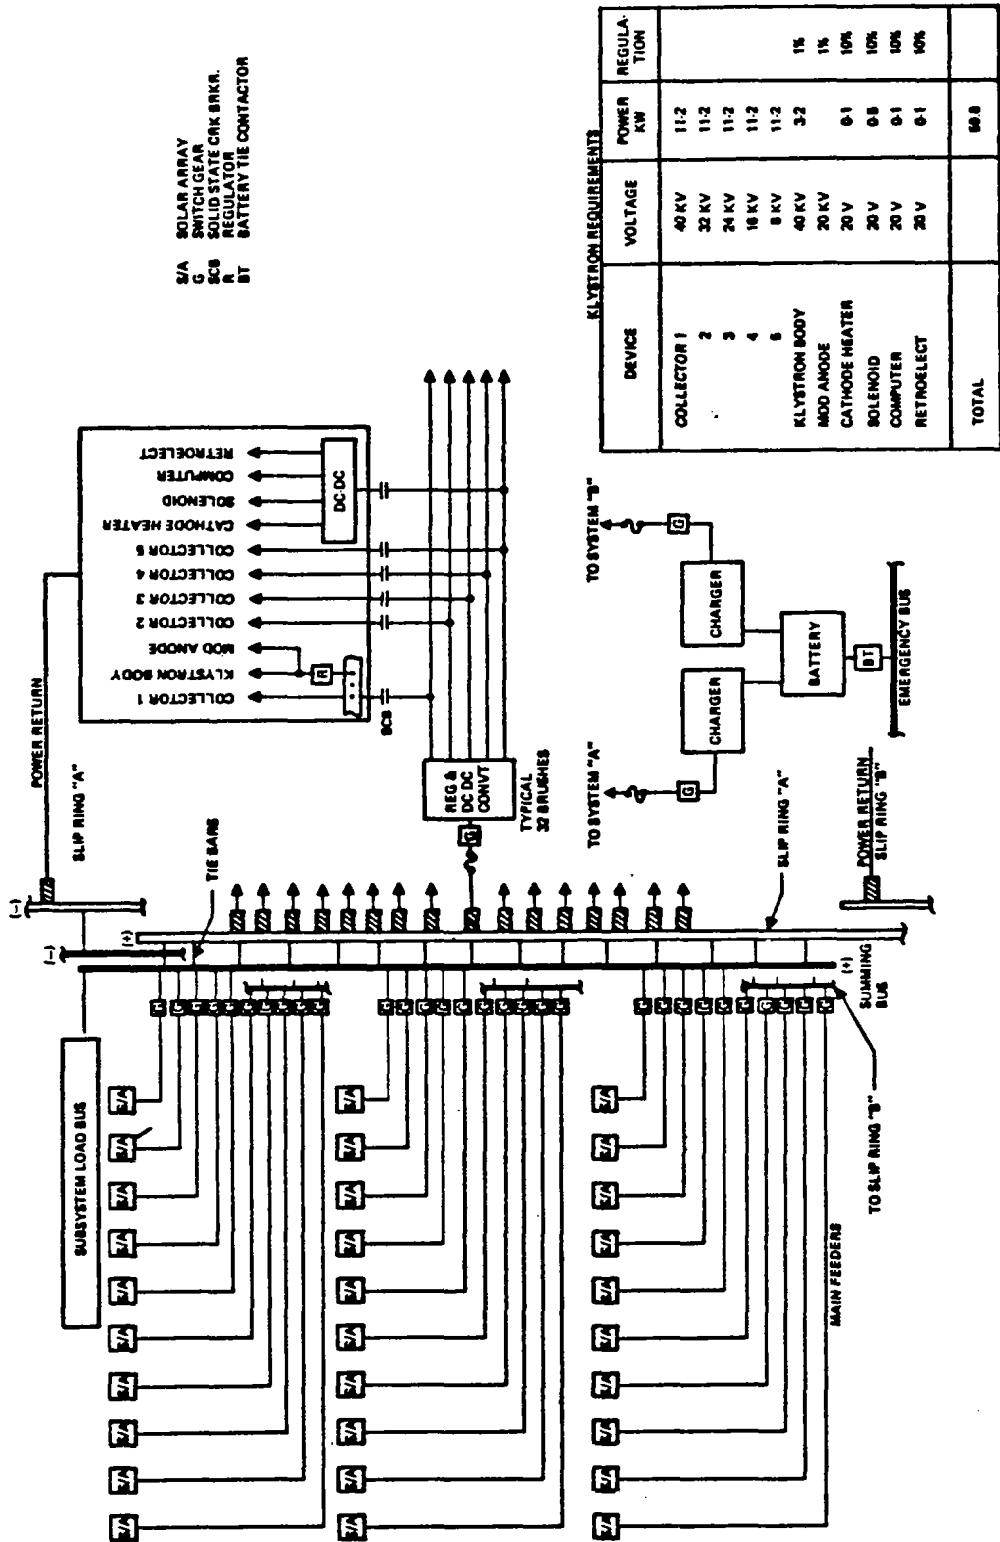 S/A SOLAR ARRAY
G SWITCH GEAR
SCB SOLID STATE CRK BRKR.
R REGULATOR
BT BATTERY TIE CONTACTOR
POWER RETURN
SLIP RING "A"
(-)
(-)
(+)
TIE BARS
SUBSYSTEM LOAD BUS
COLLECTOR 1
KLYSTRON BODY
MOD ANODE
COLLECTOR 2
COLLECTOR 3
COLLECTOR 4
COLLECTOR 5
CATHODE HEATER
SOLENOID
COMPUTER
RETROELECT
R
DC-DC
SCB
REG &
DC DC
CONVT
G
TYPICAL
32 BRUSHES
S/A S/A S/A S/A S/A S/A S/A S/A S/A S/A
S/A S/A S/A S/A S/A S/A S/A S/A S/A S/A
S/A S/A S/A S/A S/A S/A S/A S/A S/A S/A
MAIN FEEDERS
TO SLIP RING "B"
SUMMING
BUS
(+)
SLIP RING "A"
POWER RETURN
SLIP RING "B"
TO SYSTEM "A"
TO SYSTEM "B"
G
G
CHARGER
CHARGER
BATTERY
BT
EMERGENCY BUS
KLYSTRON REQUIREMENTS
DEVICE VOLTAGE POWER KW REGULA-TION
COLLECTOR 1 40 KV 11-2
2 32 KV 11-2
3 24 KV 11-2
4 16 KV 11-2
5 8 KV 11-2
KLYSTRON BODY 40 KV 3-2 1%
MOD ANODE 20 KV 1%
CATHODE HEATER 20 V 0-1 10%
SOLENOID 20 V 10%
COMPUTER 20 V 0-1 10%
RETROELECT 20 V 0-1 10%
TOTAL